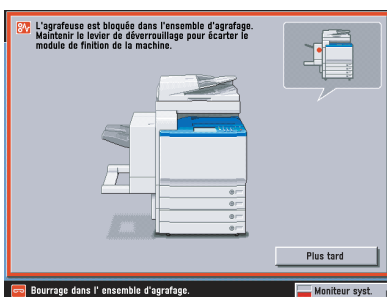 L'agrafeuse est bloquée dans l'ensemble d'agrafage.
Maintenir le levier de déverrouillage pour écarter le
module de finition de la machine.
Plus tard
Bourrage dans l' ensemble d'agrafage.
Moniteur syst.